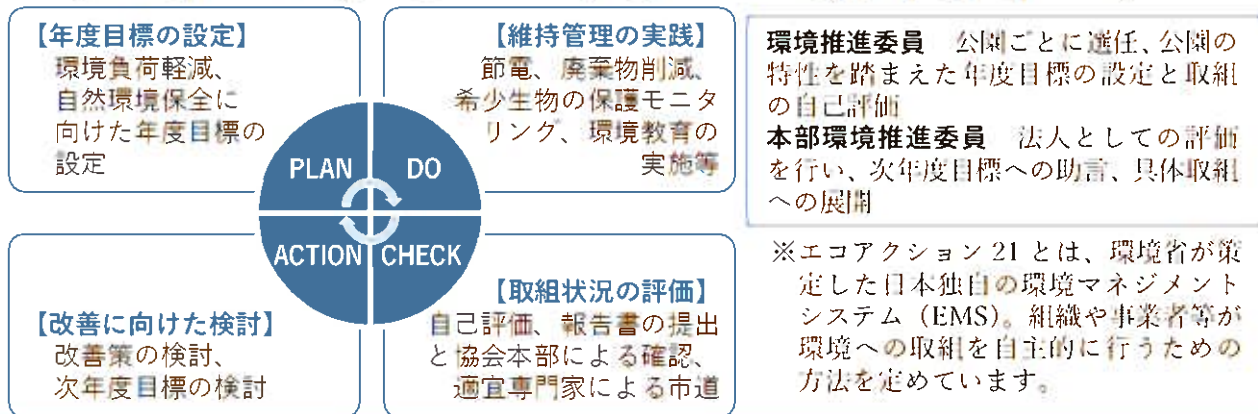 【年度目標の設定】
環境負荷軽減、
自然環境保全に
向けた年度目標の
設定
【維持管理の実践】
節電、廃棄物削減、
希少生物の保護モニタ
リング、環境教育の
実施等
PLAN
DO
ACTION
CHECK
【改善に向けた検討】
改善策の検討、
次年度目標の検討
【取組状況の評価】
自己評価、報告書の提出
と協会本部による確認、
適宜専門家による市道
環境推進委員　公園ごとに選任、公園の
特性を踏まえた年度目標の設定と取組
の自己評価
本部環境推進委員　法人としての評価
を行い、次年度目標への助言、具体取組
への展開
※エコアクション 21 とは、環境省が策
定した日本独自の環境マネジメント
システム（EMS）。組織や事業者等が
環境への取組を自主的に行うための
方法を定めています。